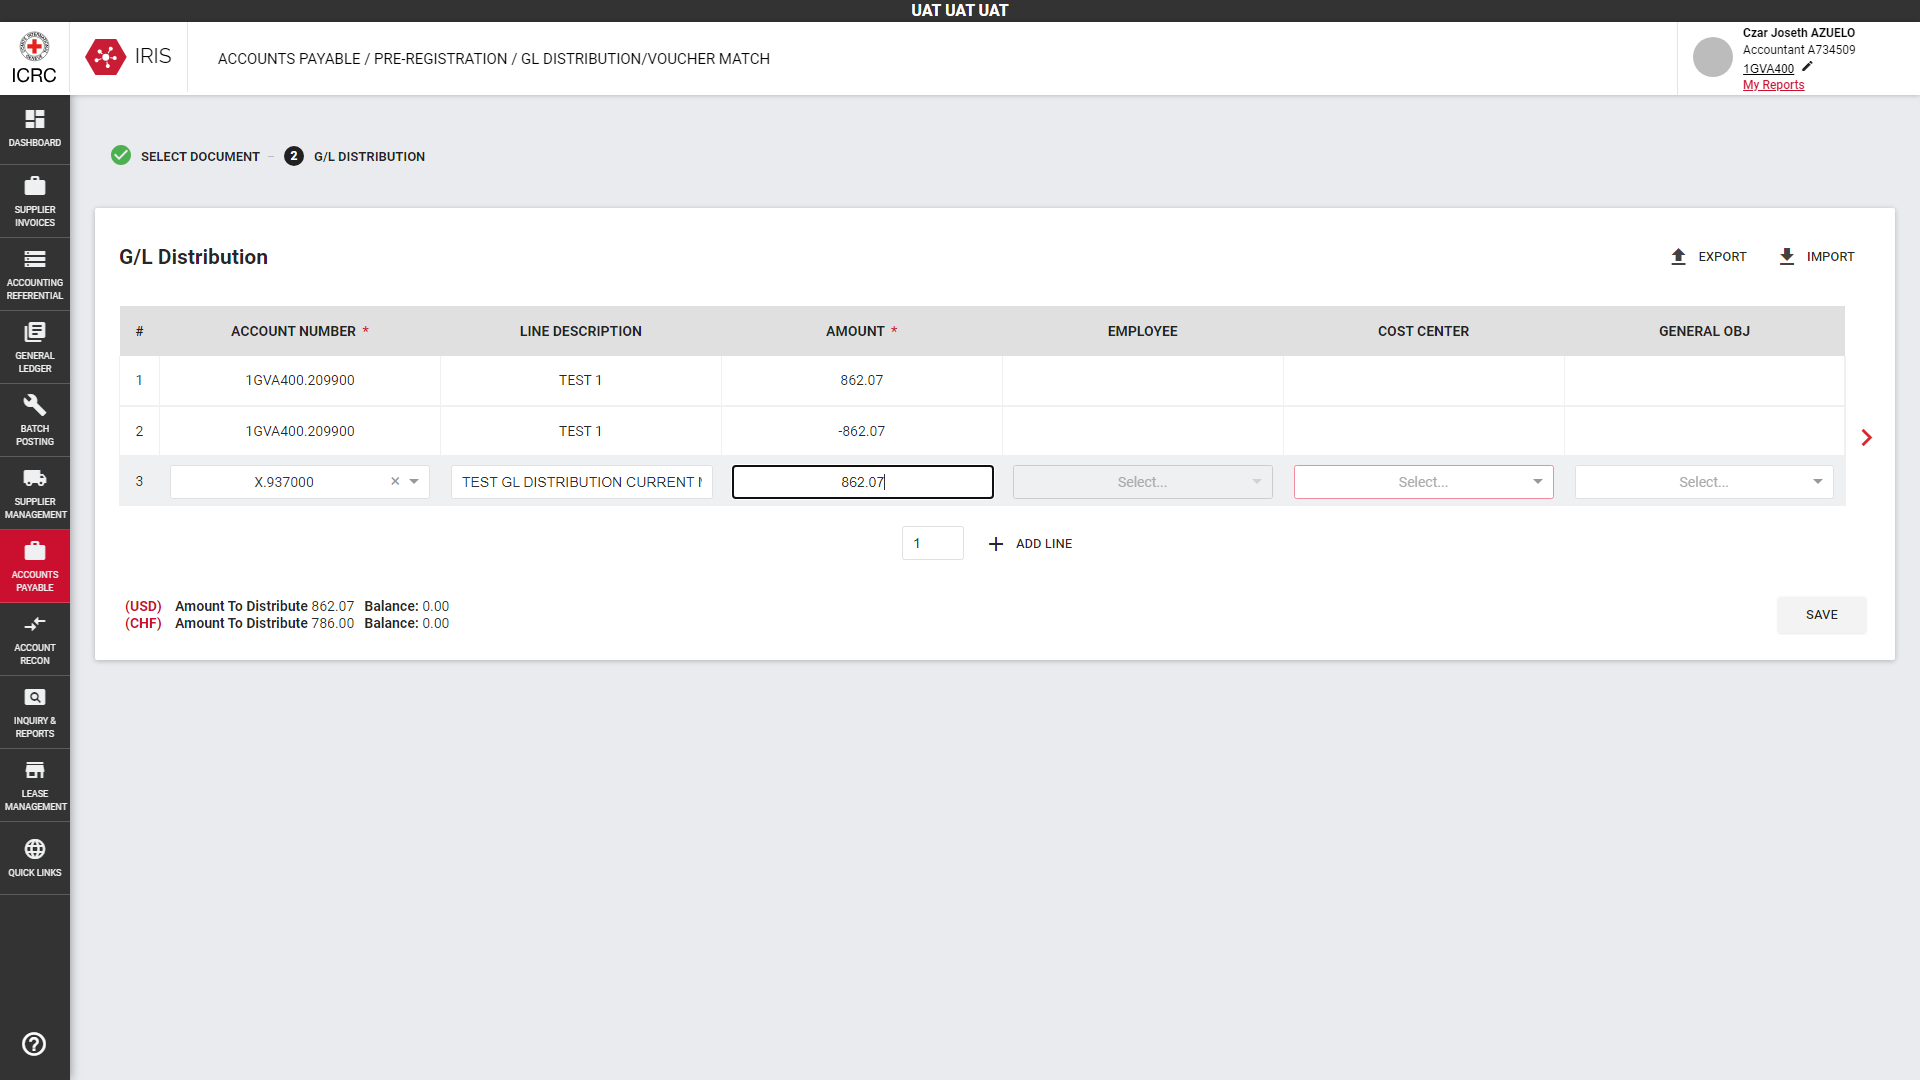 UAT UAT UAT
ICRC
IRIS
ACCOUNTS PAYABLE / PRE-REGISTRATION / GL DISTRIBUTION/VOUCHER MATCH
Czar Joseth AZUELO
Accountant A734509
1GVA400
My Reports
DASHBOARD
SUPPLIER
INVOICES
ACCOUNTING
REFERENTIAL
GENERAL
LEDGER
BATCH
POSTING
SUPPLIER
MANAGEMENT
ACCOUNTS
PAYABLE
ACCOUNT
RECON
INQUIRY &
REPORTS
LEASE
MANAGEMENT
QUICK LINKS
SELECT DOCUMENT – 2 G/L DISTRIBUTION
G/L Distribution
EXPORT IMPORT
# ACCOUNT NUMBER * LINE DESCRIPTION AMOUNT * EMPLOYEE COST CENTER GENERAL OBJ
1 1GVA400.209900 TEST 1 862.07
2 1GVA400.209900 TEST 1 -862.07
3 X.937000 × TEST GL DISTRIBUTION CURRENT 862.07 Select... Select... Select...
1 + ADD LINE
(USD) Amount To Distribute 862.07 Balance: 0.00
(CHF) Amount To Distribute 786.00 Balance: 0.00
SAVE